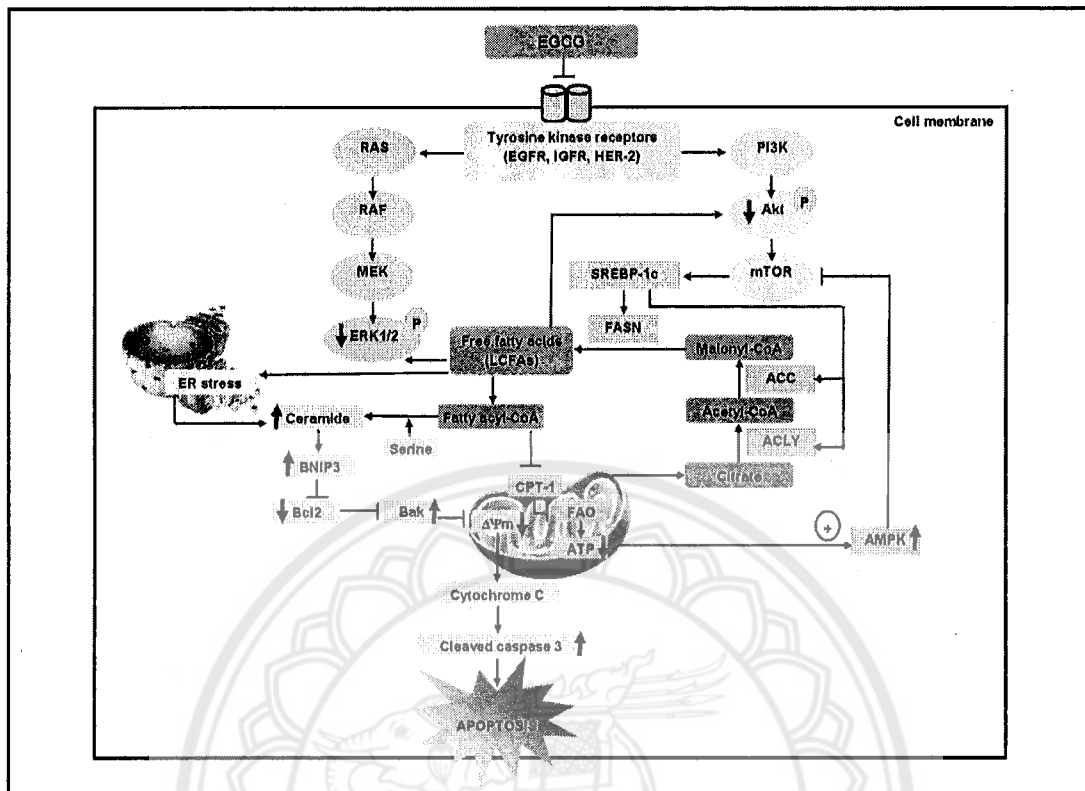 EGCG
Cell membrane
Tyrosine kinase receptors
(EGFR, IGFR, HER-2)
RAS
PI3K
RAF
Akt
P
MEK
SREBP-1c
mTOR
FASN
ERK1/2
P
Free fatty acids
(LCFAs)
Malonyl-CoA
ACC
ER stress
Acetyl-CoA
Ceramide
Fatty acyl-CoA
ACLY
Serine
BNIP3
Citrate
CPT-1
Bcl2
Bak
ΔΨm
FAO
+
ATP
AMPK
Cytochrome C
Cleaved caspase 3
APOPTOSIS